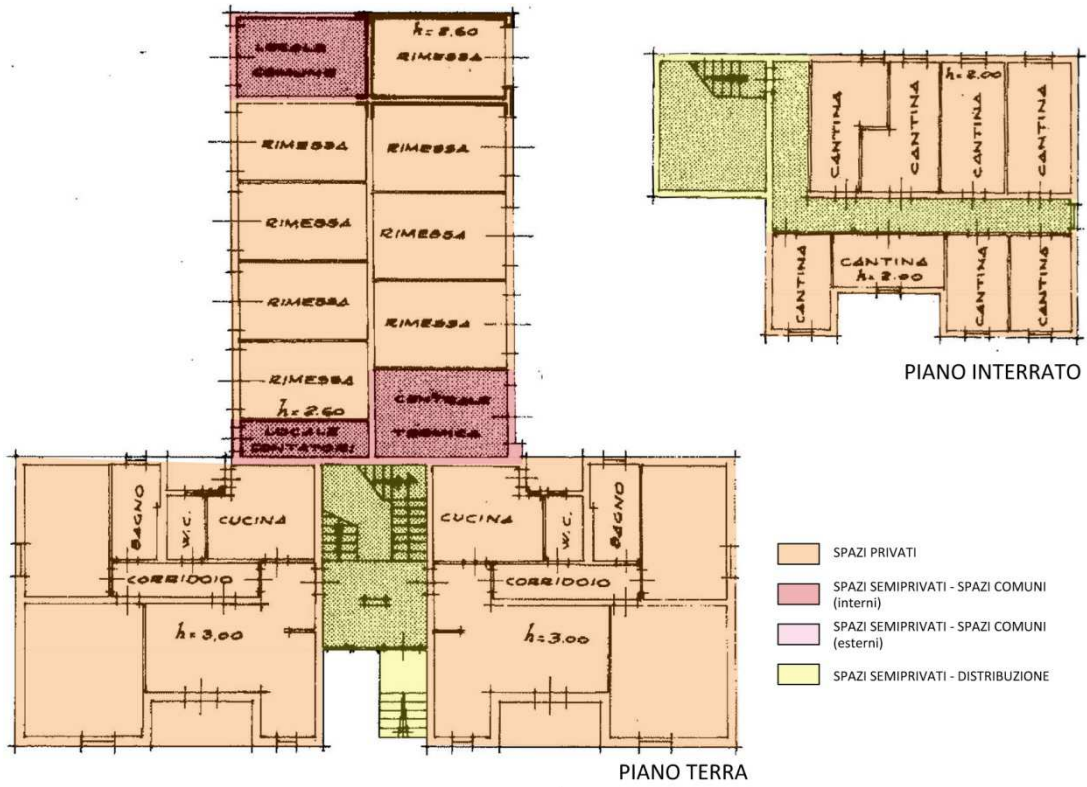 LOCALE
COMUNE
h = 2.60
RIMESSA
RIMESSA
RIMESSA
RIMESSA
RIMESSA
RIMESSA
RIMESSA
RIMESSA
h = 2.60
CENTRALE
TERMICA
LOCALE
CONTATORI
BAGNO
W.C.
CUCINA
CORRIDOIO
h = 3,00
CUCINA
W.C.
BAGNO
CORRIDOIO
h = 3.00
PIANO TERRA
CANTINA
CANTINA
h = 2.00
CANTINA
CANTINA
CANTINA
CANTINA
h = 2.00
CANTINA
CANTINA
PIANO INTERRATO
SPAZI PRIVATI
SPAZI SEMIPRIVATI - SPAZI COMUNI
(interni)
SPAZI SEMIPRIVATI - SPAZI COMUNI
(esterni)
SPAZI SEMIPRIVATI - DISTRIBUZIONE